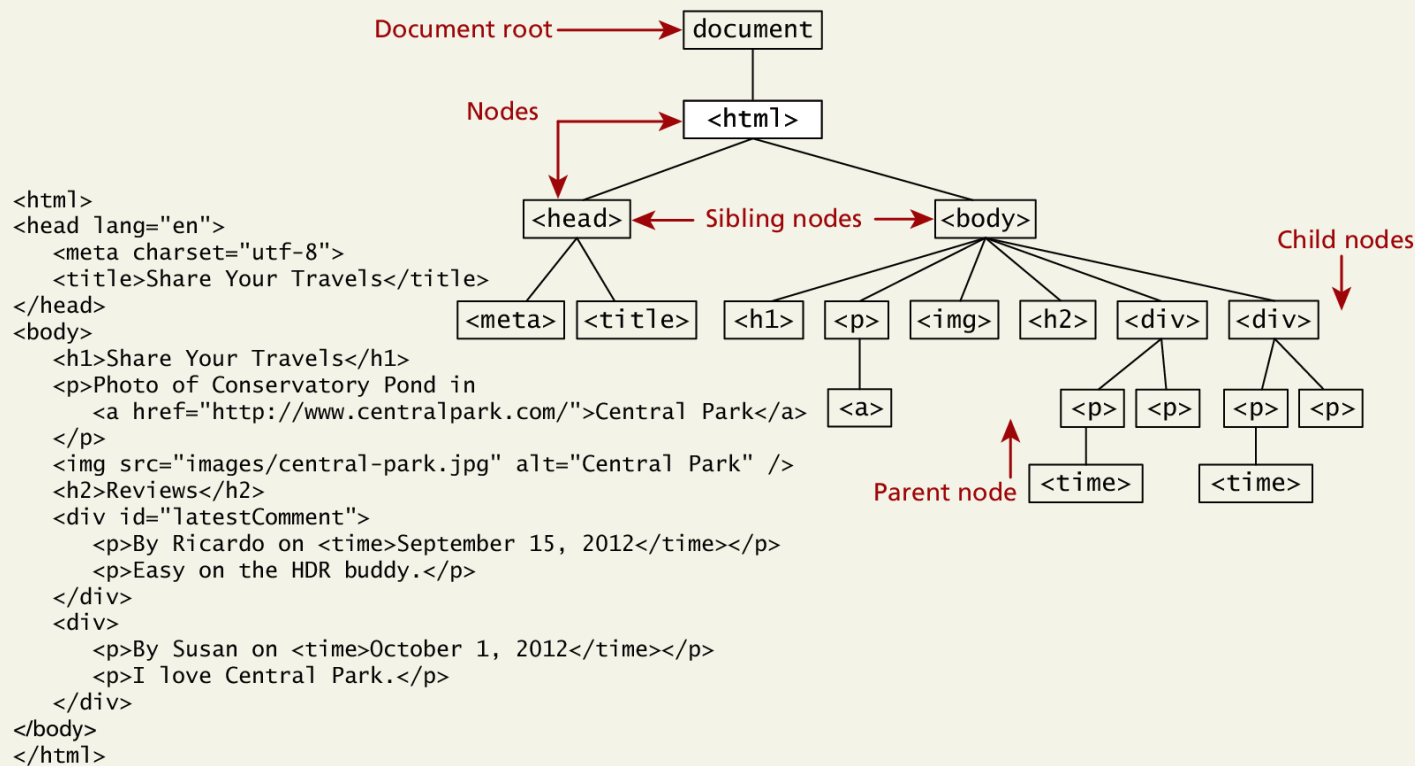 Document root
document
Nodes
<html>
<head>
Sibling nodes
<body>
Child nodes
<meta>
<title>
<h1>
<p>
<img>
<h2>
<div>
<div>
<a>
<p>
<p>
<p>
<p>
Parent node
<time>
<time>
<html>
<head lang="en">
<meta charset="utf-8">
<title>Share Your Travels</title>
</head>
<body>
<h1>Share Your Travels</h1>
<p>Photo of Conservatory Pond in
<a href="http://www.centralpark.com/">Central Park</a>
</p>
<img src="images/central-park.jpg" alt="Central Park" />
<h2>Reviews</h2>
<div id="latestComment">
<p>By Ricardo on <time>September 15, 2012</time></p>
<p>Easy on the HDR buddy.</p>
</div>
<div>
<p>By Susan on <time>October 1, 2012</time></p>
<p>I love Central Park.</p>
</div>
</body>
</html>